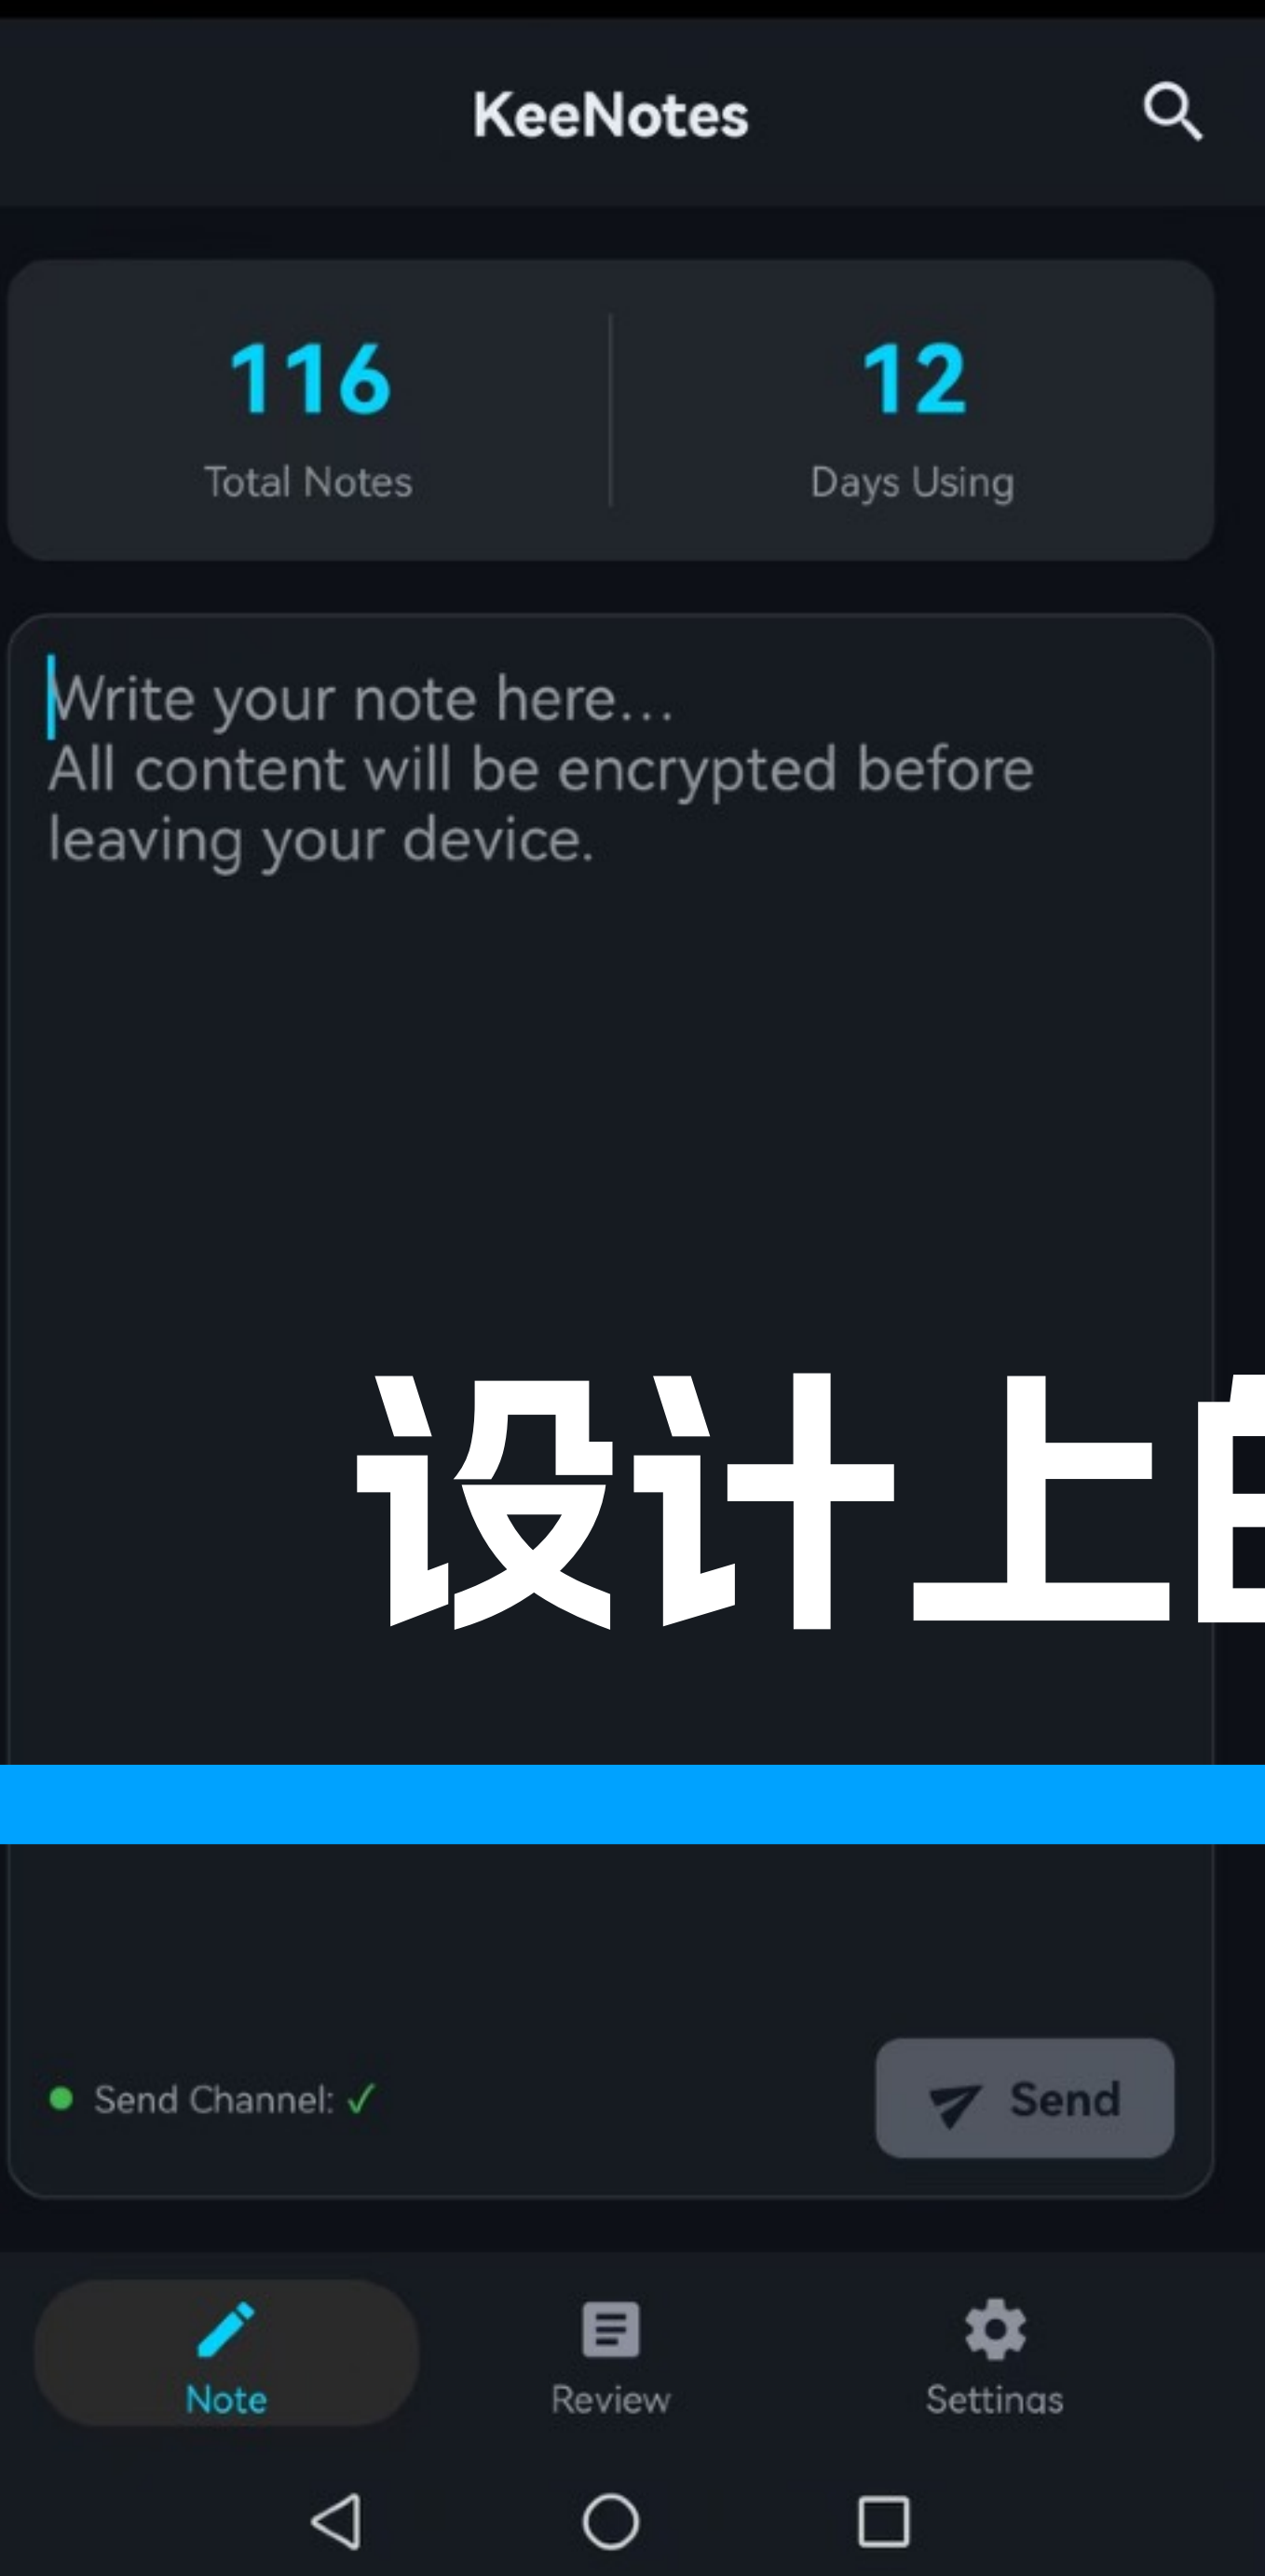 KeeNotes
116
12
Total Notes
Days Using
Write your note here...
All content will be encrypted before
leaving your device.
设计上
Send Channel: ✓
Send
Note
Review
Settings